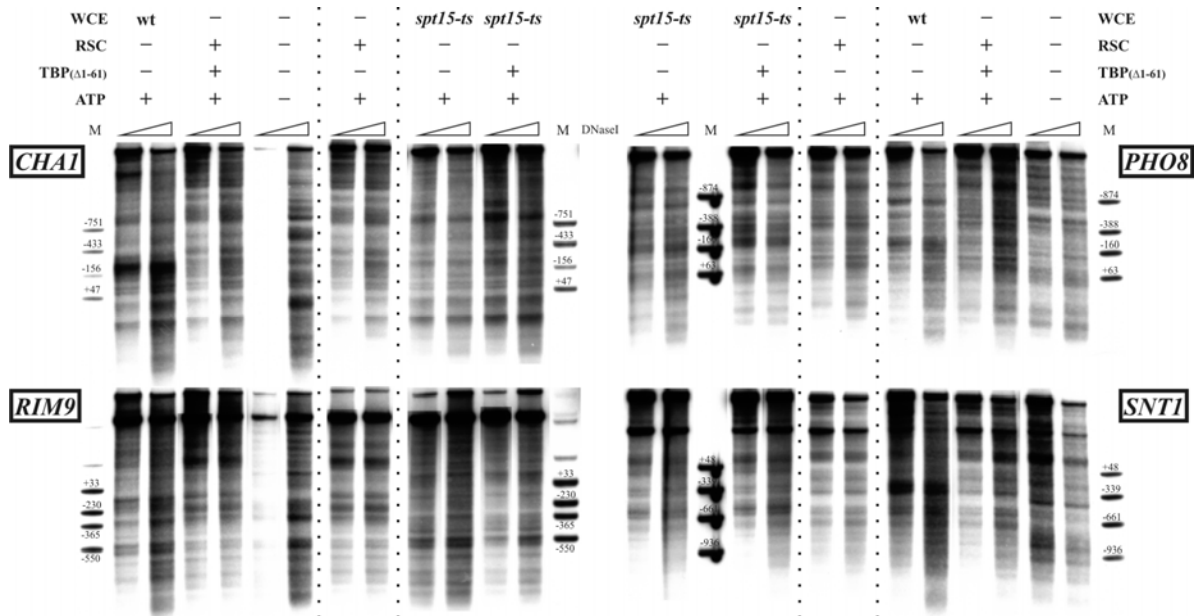 WCE wt – – – spt15-ts spt15-ts spt15-ts spt15-ts – wt – – WCE
RSC – + – + – – – – + – + – RSC
TBP(Δ1-61) – + – – – + – + – – + – TBP(Δ1-61)
ATP + + – + + + + + + + + – ATP
M M DNaseI M M
CHA1 PHO8
-751 -751 -874 -874
-433 -433 -388 -388
-156 -156 -160 -160
+47 +47 +63 +63
RIM9 SNT1
+33 +33 +48 +48
-230 -230 -339 -339
-365 -365 -661 -661
-550 -550 -936 -936